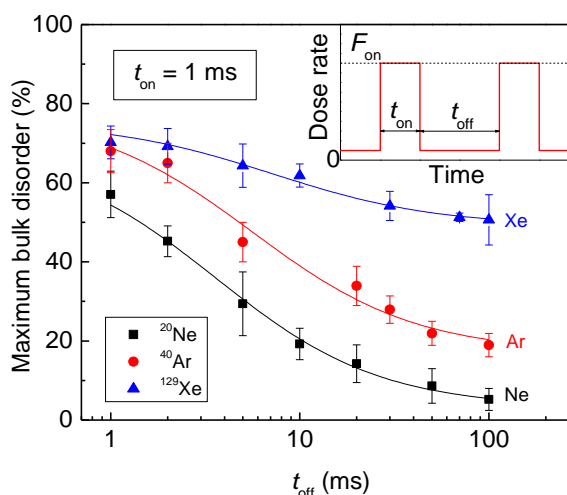 Maximum bulk disorder (%)
100
80
60
40
20
0
t_on = 1 ms
F_on
t_on
t_off
Dose rate
Time
Xe
Ar
Ne
²⁰Ne
⁴⁰Ar
¹²⁹Xe
1
10
100
t_off (ms)